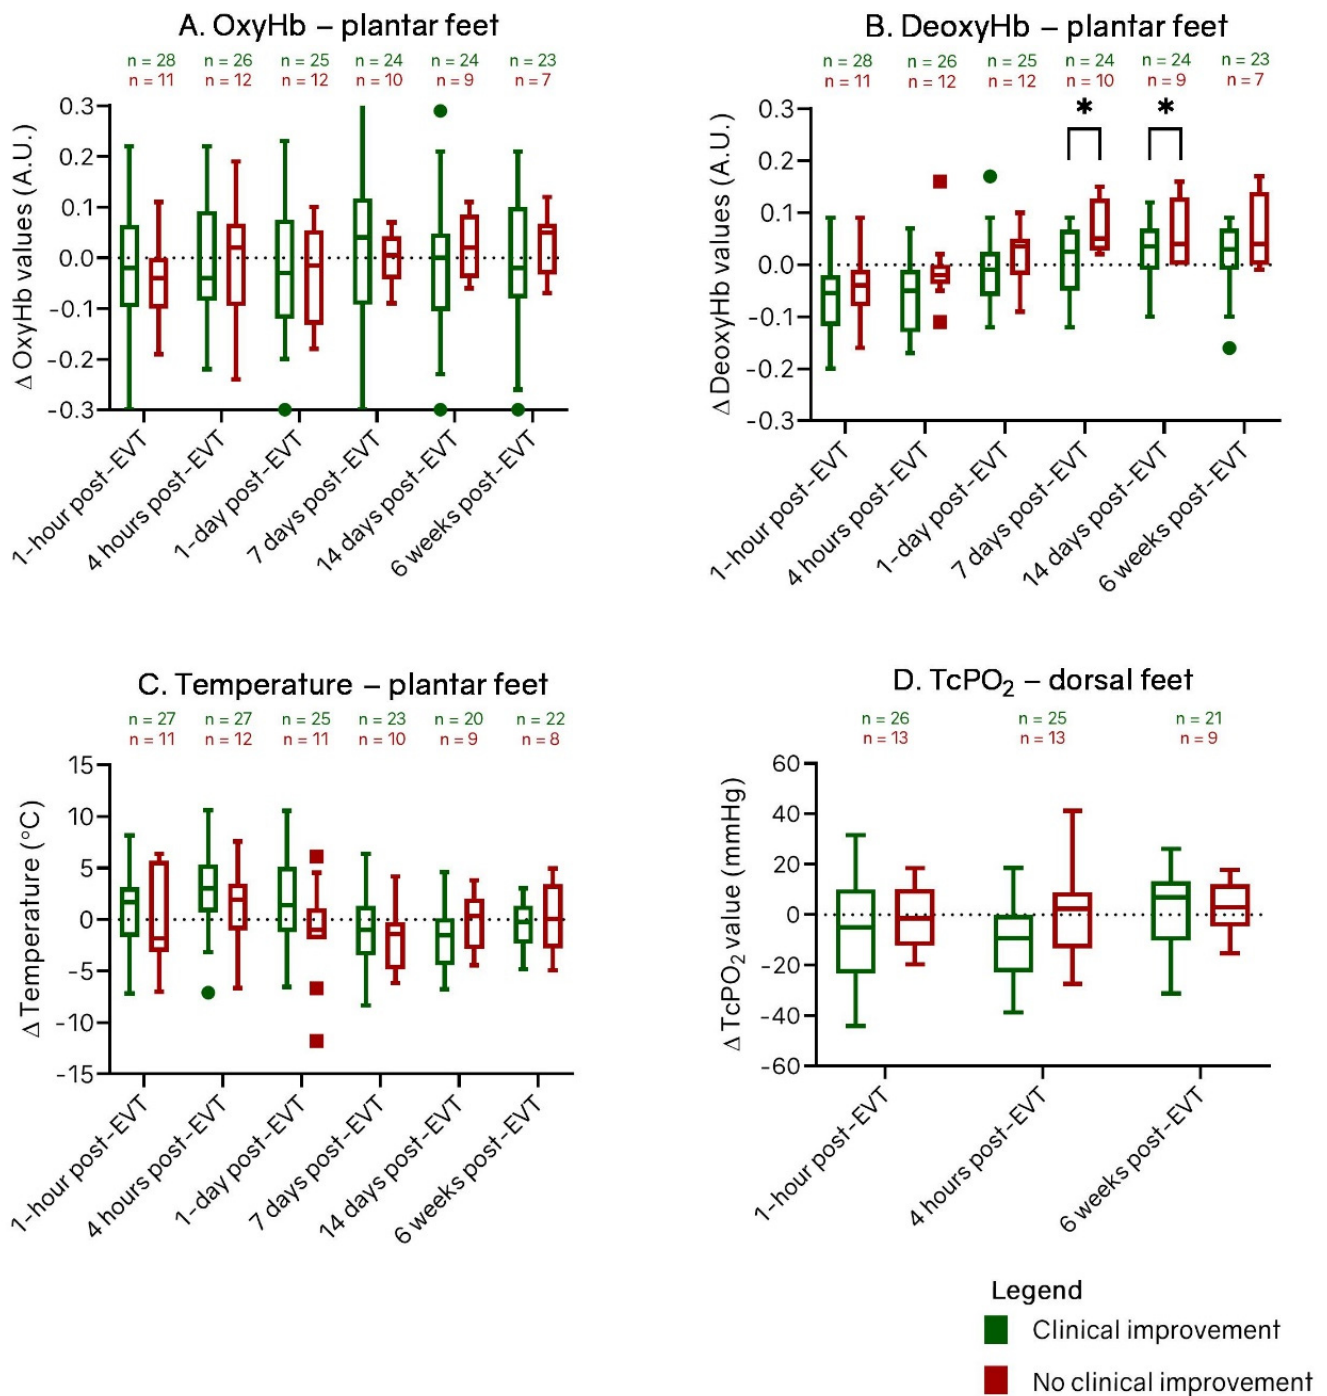 A. OxyHb – plantar feet
n = 28 n = 26 n = 25 n = 24 n = 24 n = 23
n = 11 n = 12 n = 12 n = 10 n = 9 n = 7
Δ OxyHb values (A.U.)
0.3
0.2
0.1
0.0
-0.1
-0.2
-0.3
1-hour post-EVT
4 hours post-EVT
1-day post-EVT
7 days post-EVT
14 days post-EVT
6 weeks post-EVT
B. DeoxyHb – plantar feet
n = 28 n = 26 n = 25 n = 24 n = 24 n = 23
n = 11 n = 12 n = 12 n = 10 n = 9 n = 7
* *
Δ DeoxyHb values (A.U.)
0.3
0.2
0.1
0.0
-0.1
-0.2
-0.3
1-hour post-EVT
4 hours post-EVT
1-day post-EVT
7 days post-EVT
14 days post-EVT
6 weeks post-EVT
C. Temperature – plantar feet
n = 27 n = 27 n = 25 n = 23 n = 20 n = 22
n = 11 n = 12 n = 11 n = 10 n = 9 n = 8
Δ Temperature (°C)
15
10
5
0
-5
-10
-15
1-hour post-EVT
4 hours post-EVT
1-day post-EVT
7 days post-EVT
14 days post-EVT
6 weeks post-EVT
D. TcPO₂ – dorsal feet
n = 26 n = 25 n = 21
n = 13 n = 13 n = 9
Δ TcPO₂ value (mmHg)
60
40
20
0
-20
-40
-60
1-hour post-EVT
4 hours post-EVT
6 weeks post-EVT
Legend
Clinical improvement
No clinical improvement